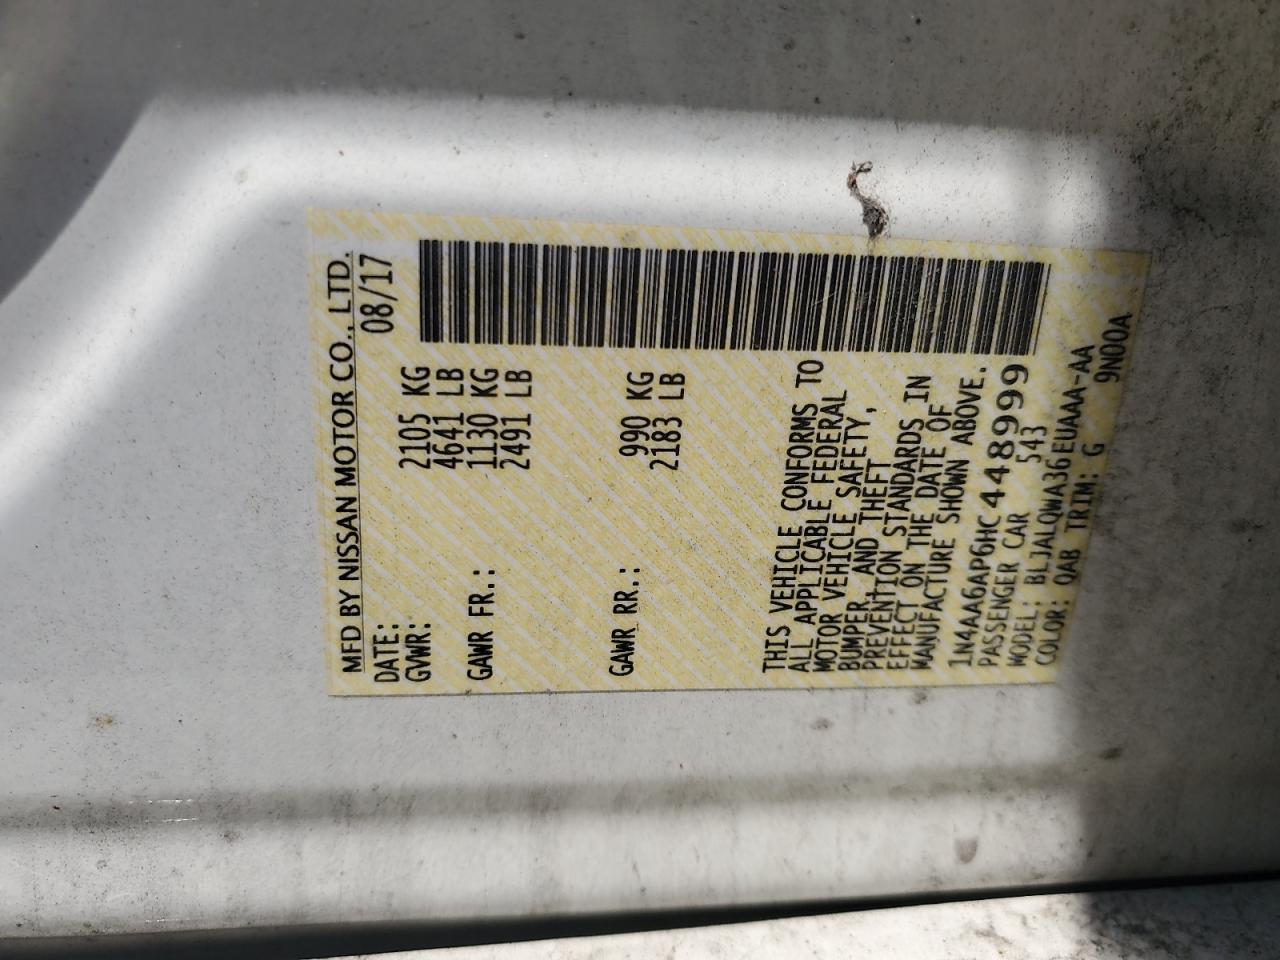 MFD BY NISSAN MOTOR CO., LTD.
DATE: 08/17
GVWR: 2105 KG
4641 LB
GAWR FR.: 1130 KG
2491 LB
GAWR RR.: 990 KG
2183 LB
THIS VEHICLE CONFORMS TO
ALL APPLICABLE FEDERAL
MOTOR VEHICLE SAFETY,
BUMPER AND THEFT
PREVENTION STANDARDS IN
EFFECT ON THE DATE OF
MANUFACTURE SHOWN ABOVE.
1N4AA6AP6HC448999
PASSENGER CAR 543
MODEL: BLJALQWA36EUAAA-AA
COLOR: QAB TRIM: G 9N00A